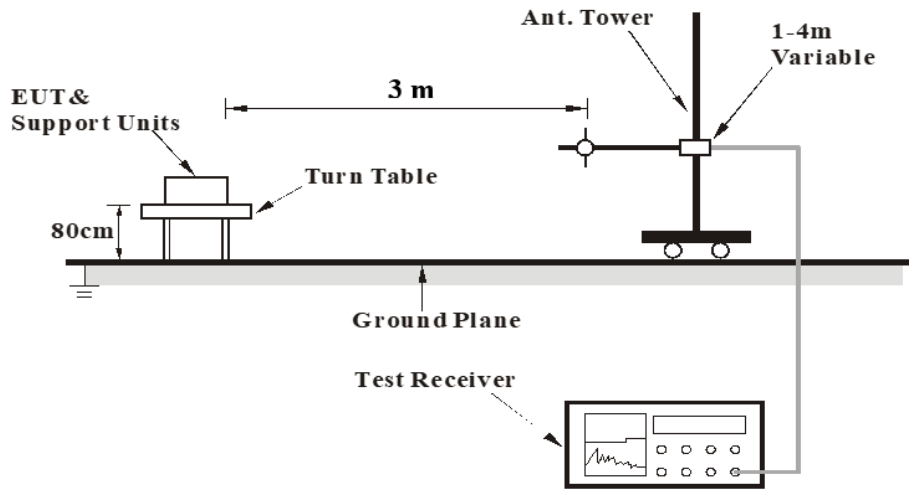 Ant. Tower
1-4m
Variable
3 m
EUT&
Support Units
Turn Table
80cm
Ground Plane
Test Receiver